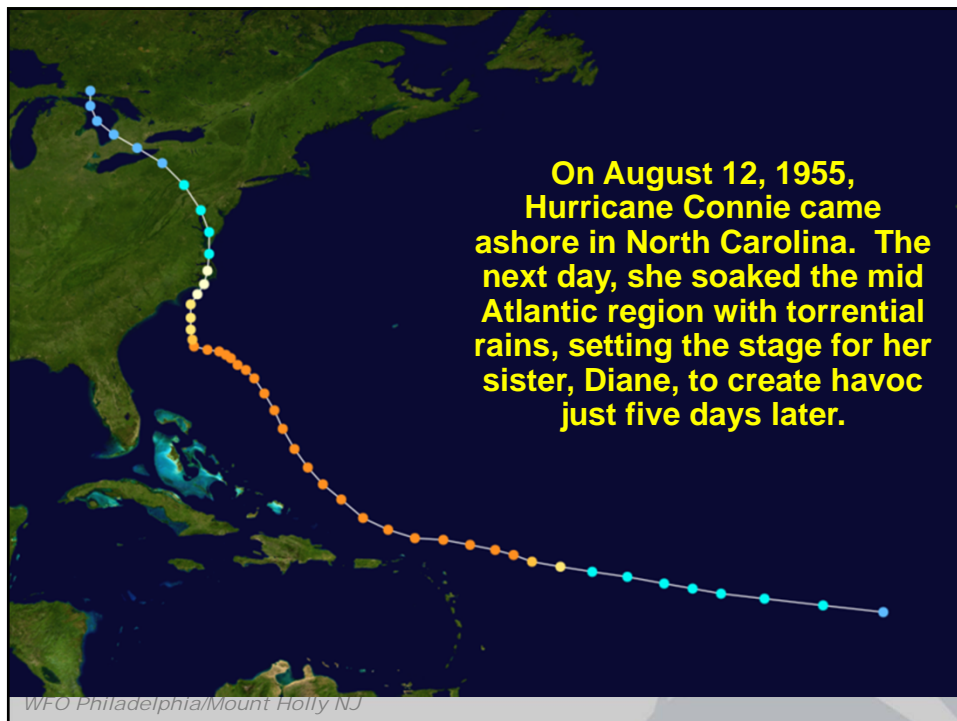 On August 12, 1955,
Hurricane Connie came
ashore in North Carolina.  The
next day, she soaked the mid
Atlantic region with torrential
rains, setting the stage for her
sister, Diane, to create havoc
just five days later.
WFO Philadelphia/Mount Holly NJ